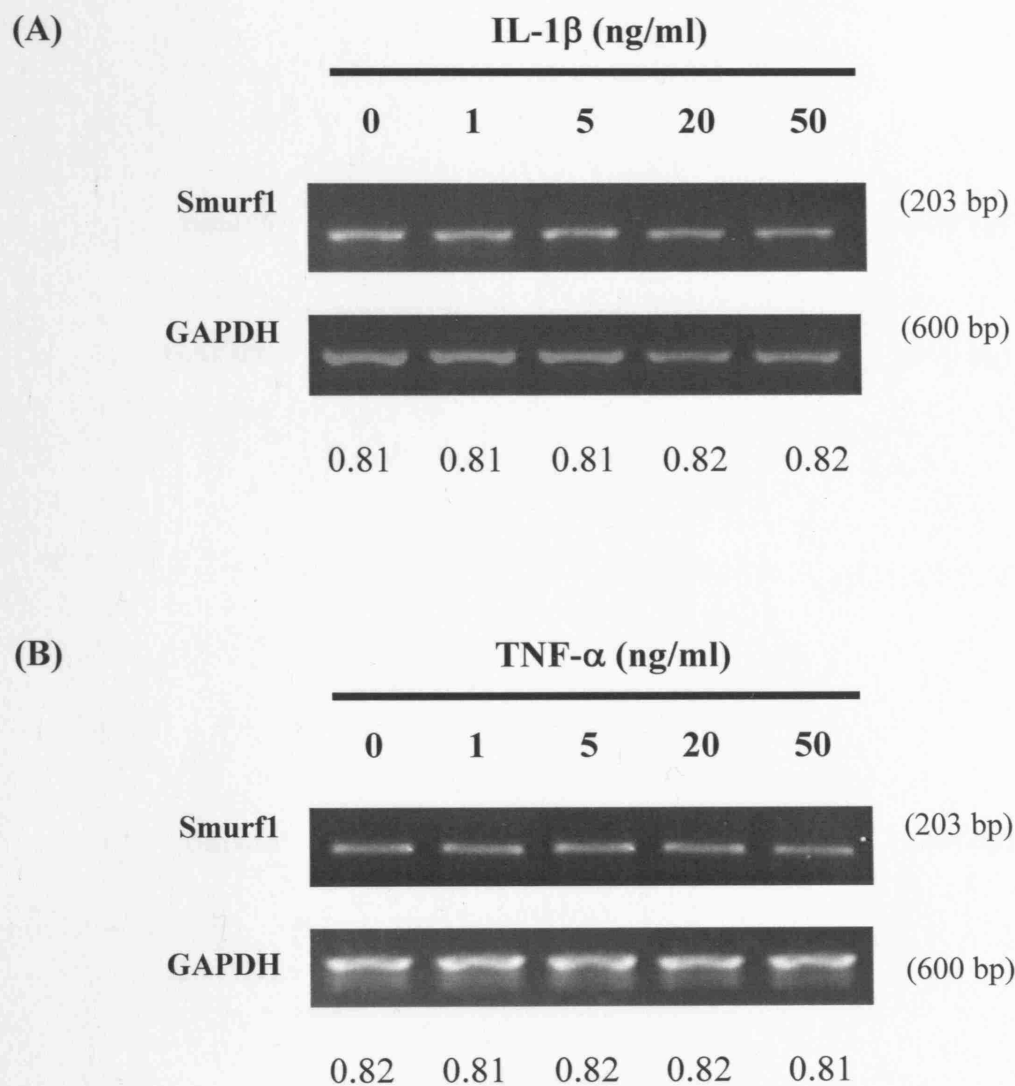 (A)
IL-1β (ng/ml)
0 1 5 20 50
Smurf1 (203 bp)
GAPDH (600 bp)
0.81 0.81 0.81 0.82 0.82
(B)
TNF-α (ng/ml)
0 1 5 20 50
Smurf1 (203 bp)
GAPDH (600 bp)
0.82 0.81 0.82 0.82 0.81